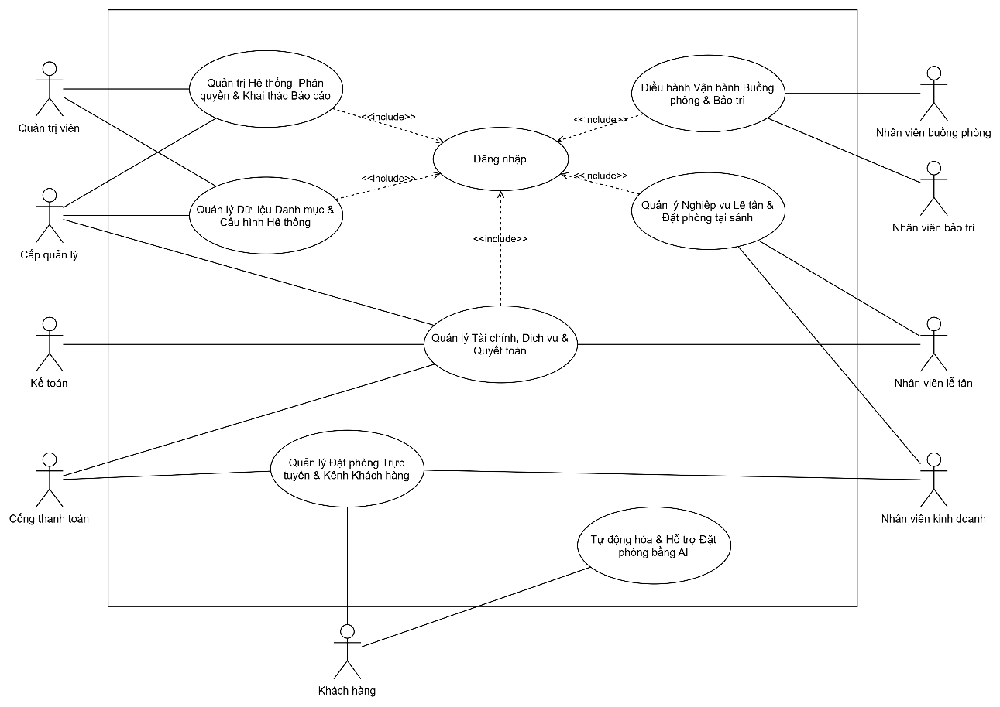 Quản trị Hệ thống, Phân
quyền & Khai thác Báo cáo
Điều hành Vận hành Buồng
phòng & Bảo trì
Quản trị viên
<<include>>
<<include>>
Nhân viên buồng phòng
Đăng nhập
<<include>>
<<include>>
Quản lý Dữ liệu Danh mục &
Cấu hình Hệ thống
Quản lý Nghiệp vụ Lễ tân &
Đặt phòng tại sảnh
Nhân viên bảo trì
Cấp quản lý
<<include>>
Quản lý Tài chính, Dịch vụ &
Quyết toán
Kế toán
Nhân viên lễ tân
Quản lý Đặt phòng Trực
tuyến & Kênh Khách hàng
Cổng thanh toán
Nhân viên kinh doanh
Tự động hóa & Hỗ trợ Đặt
phòng bằng AI
Khách hàng